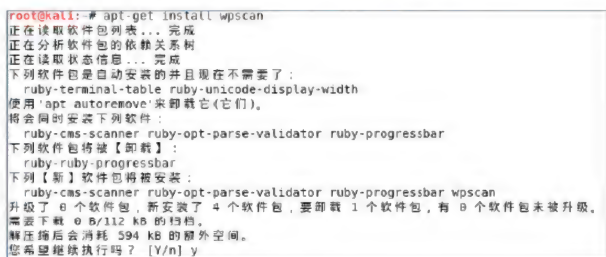 root@kali:~# apt-get install wpscan
正在读取软件包列表... 完成
正在分析软件包的依赖关系树
正在读取状态信息... 完成
下列软件包是自动安装的并且现在不需要了：
ruby-terminal-table ruby-unicode-display-width
使用'apt autoremove'来卸载它(它们)。
将会同时安装下列软件：
ruby-cms-scanner ruby-opt-parse-validator ruby-progressbar
下列软件包将被【卸载】：
ruby-ruby-progressbar
下列【新】软件包将被安装：
ruby-cms-scanner ruby-opt-parse-validator ruby-progressbar wpscan
升级了 0 个软件包，新安装了 4 个软件包，要卸载 1 个软件包，有 0 个软件包未被升级。
需要下载 0 B/112 kB 的归档。
解压缩后会消耗 594 kB 的额外空间。
您希望继续执行吗？ [Y/n] y